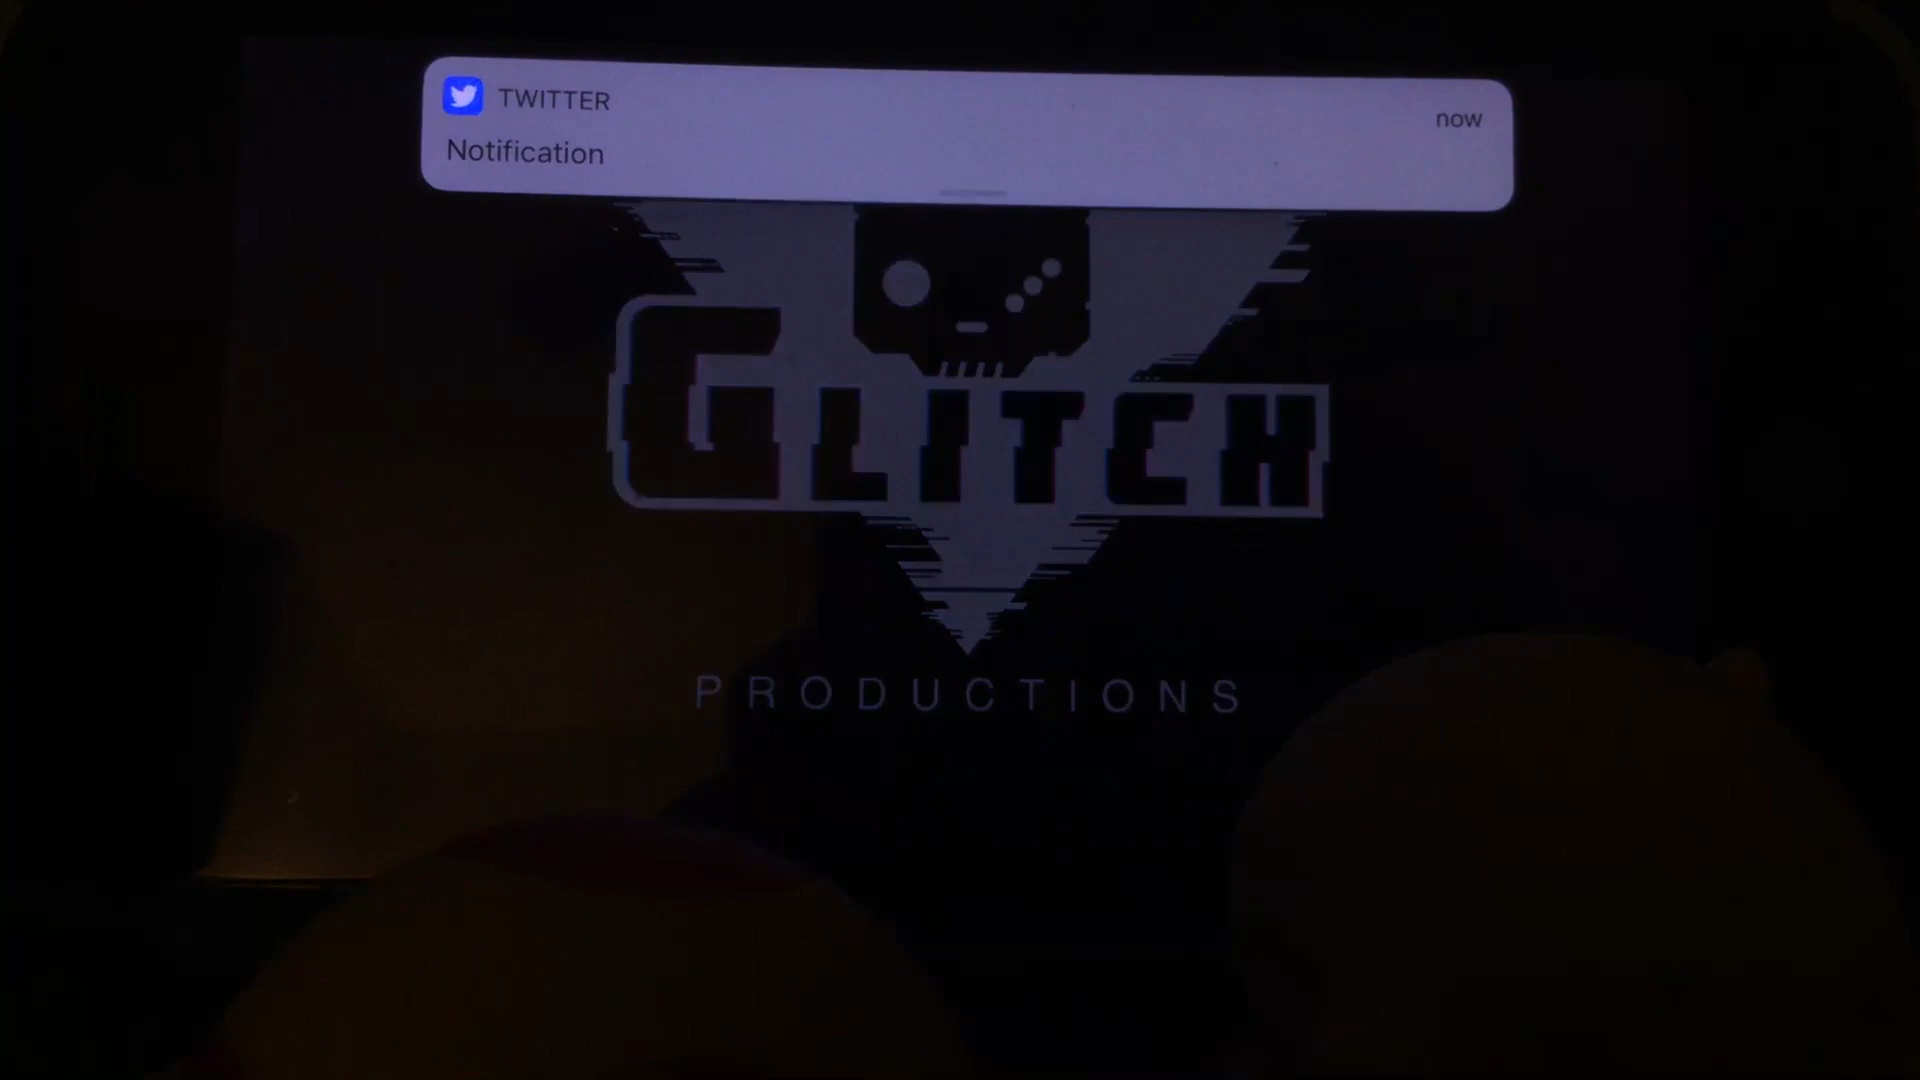 TWITTER
now
Notification
GLITCH
PRODUCTIONS